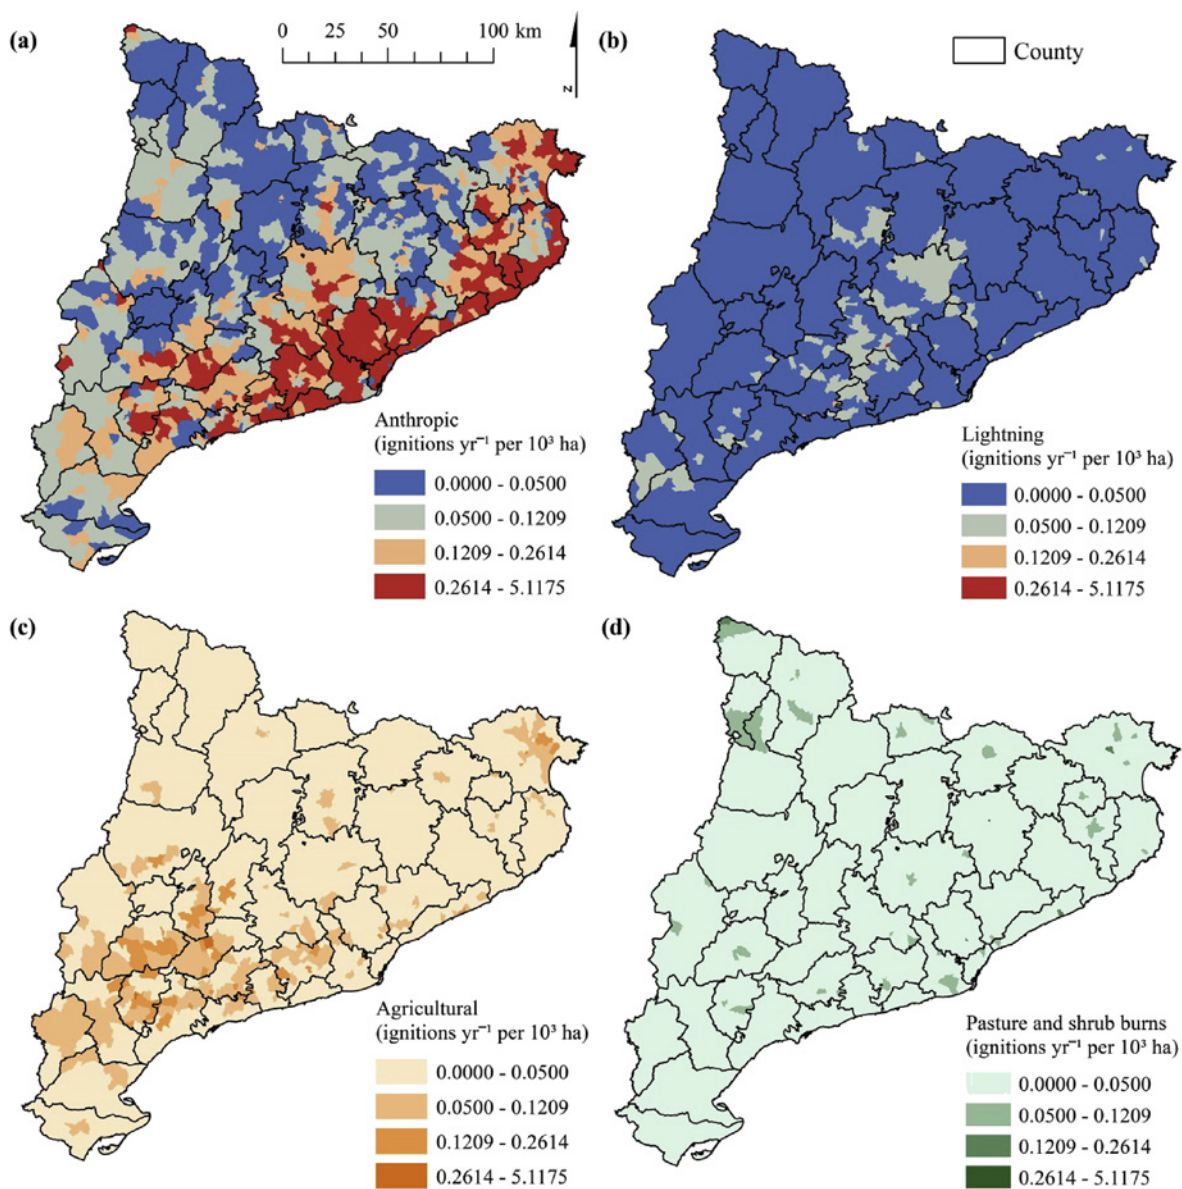 (a)
0 25 50 100 km
N
(b)
County
Anthropic
(ignitions yr⁻¹ per 10³ ha)
0.0000 - 0.0500
0.0500 - 0.1209
0.1209 - 0.2614
0.2614 - 5.1175
Lightning
(ignitions yr⁻¹ per 10³ ha)
0.0000 - 0.0500
0.0500 - 0.1209
0.1209 - 0.2614
0.2614 - 5.1175
(c)
(d)
Agricultural
(ignitions yr⁻¹ per 10³ ha)
0.0000 - 0.0500
0.0500 - 0.1209
0.1209 - 0.2614
0.2614 - 5.1175
Pasture and shrub burns
(ignitions yr⁻¹ per 10³ ha)
0.0000 - 0.0500
0.0500 - 0.1209
0.1209 - 0.2614
0.2614 - 5.1175